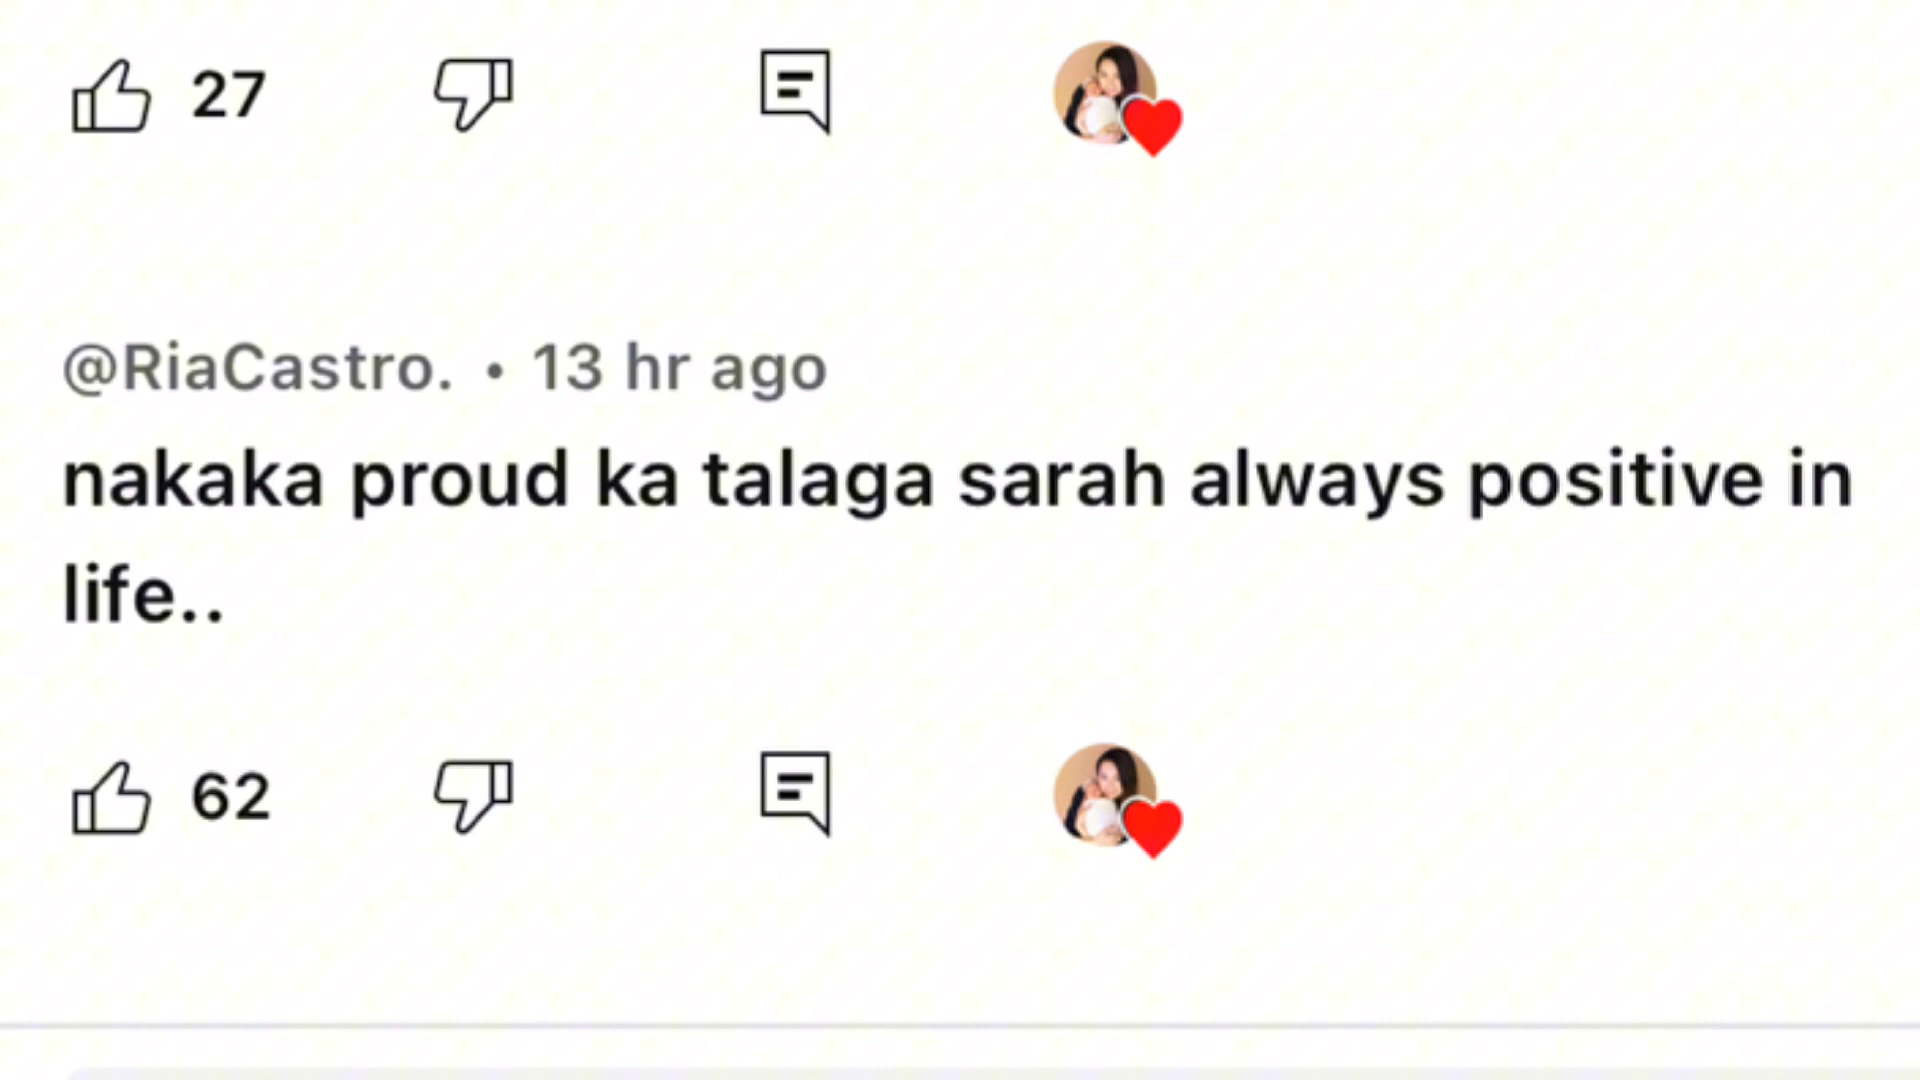 27
@RiaCastro. • 13 hr ago
nakaka proud ka talaga sarah always positive in
life..
62